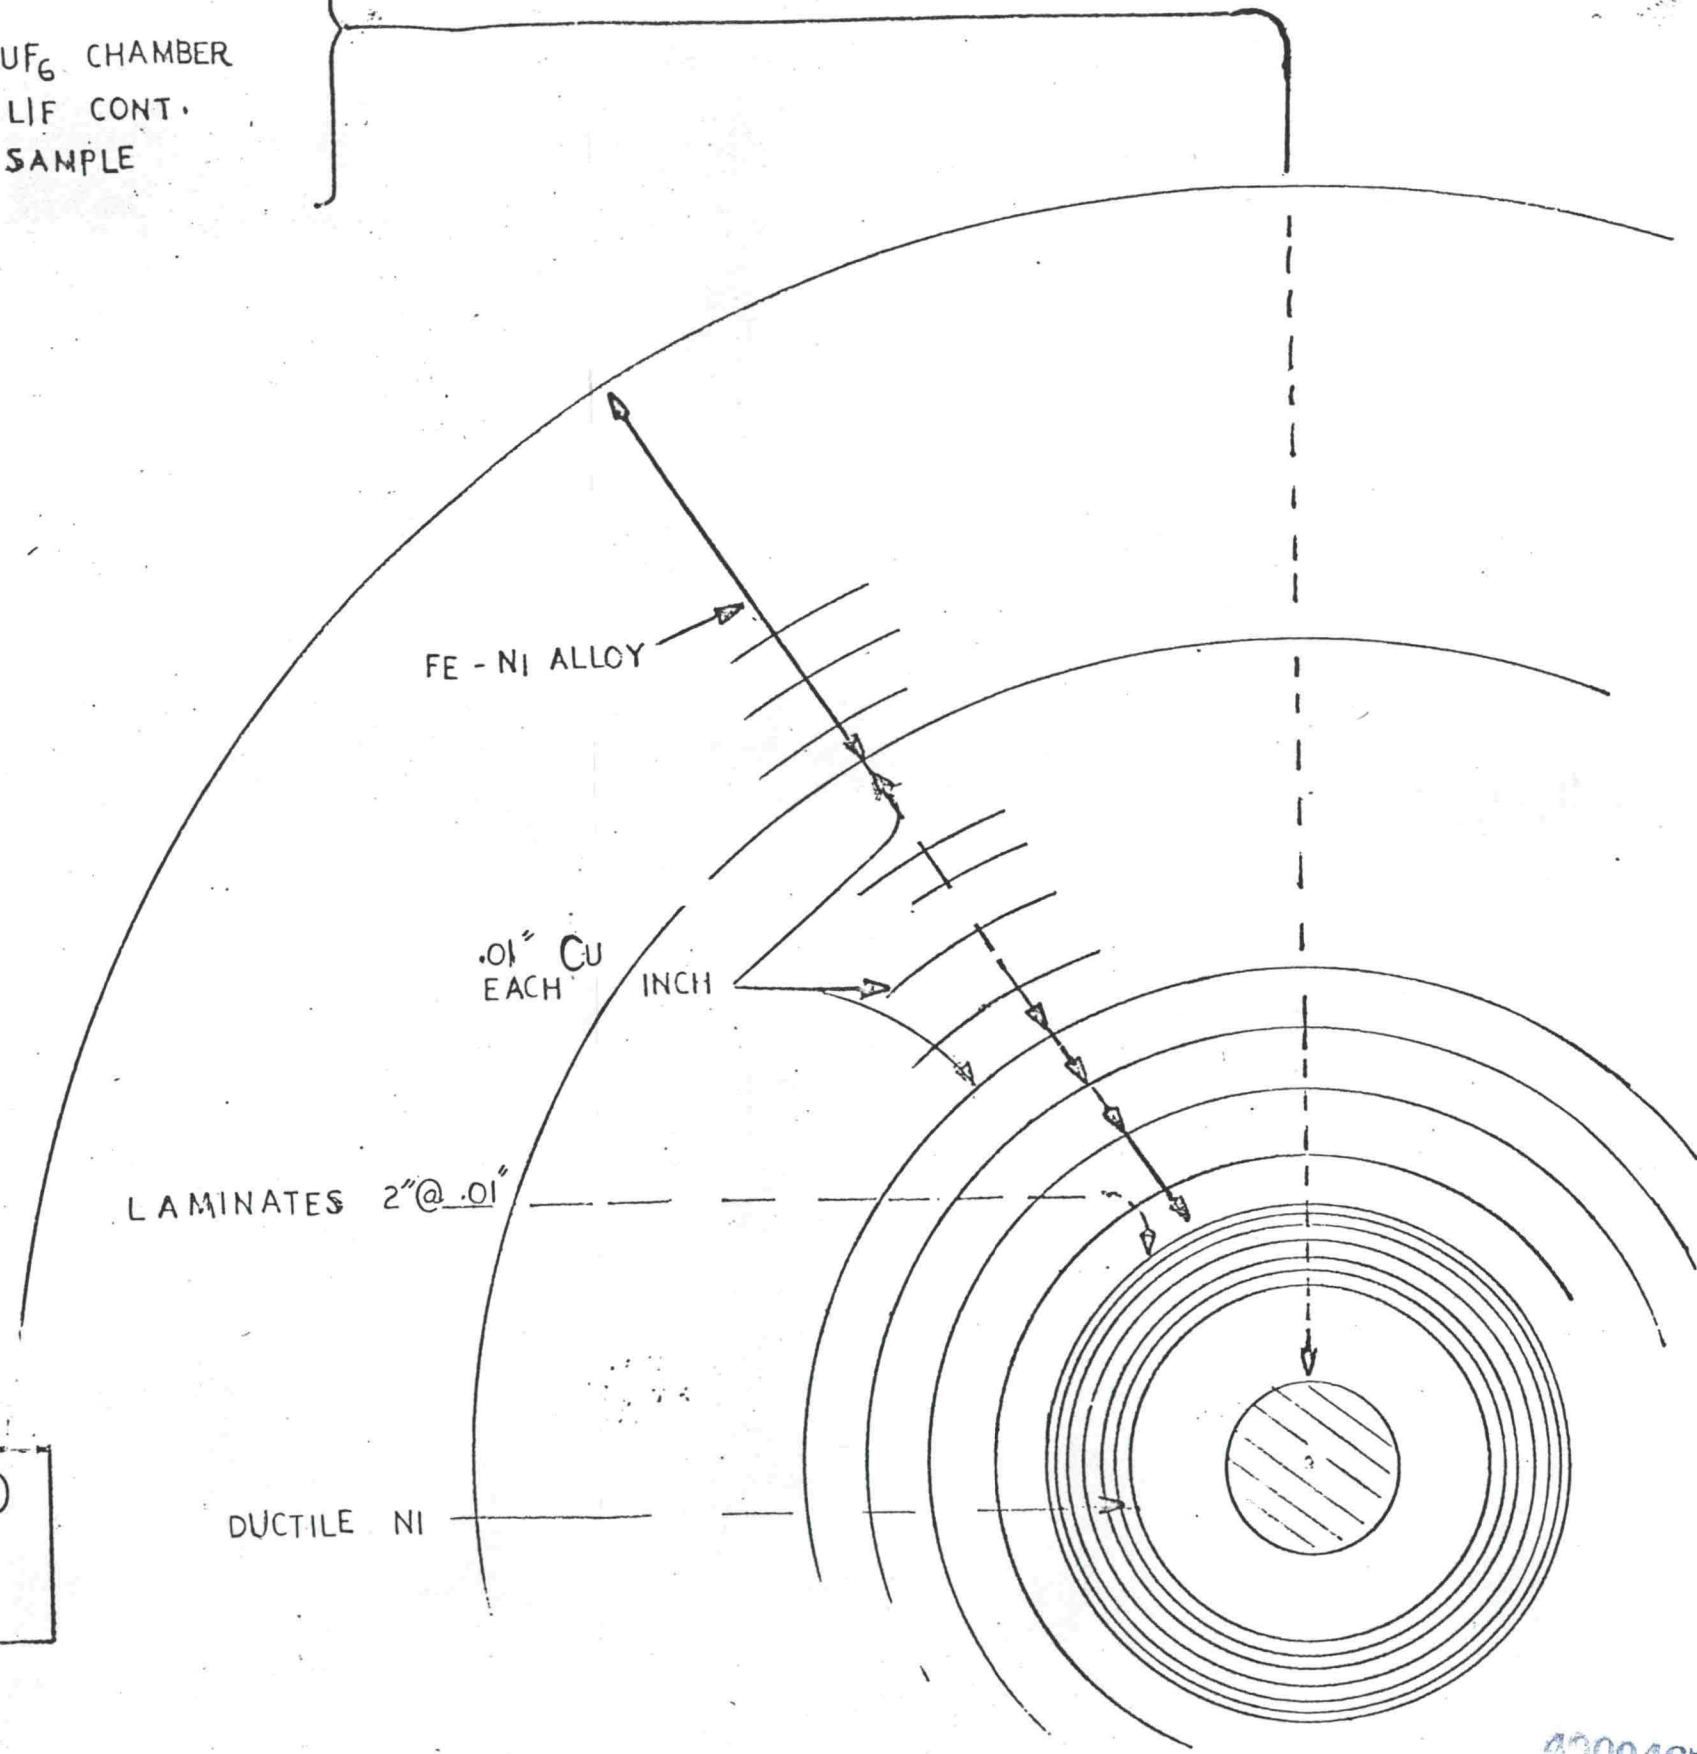 UF6 CHAMBER
LIF CONT.
SAMPLE
FE - NI ALLOY
.01" CU
EACH INCH
LAMINATES 2"@ .01"
DUCTILE NI